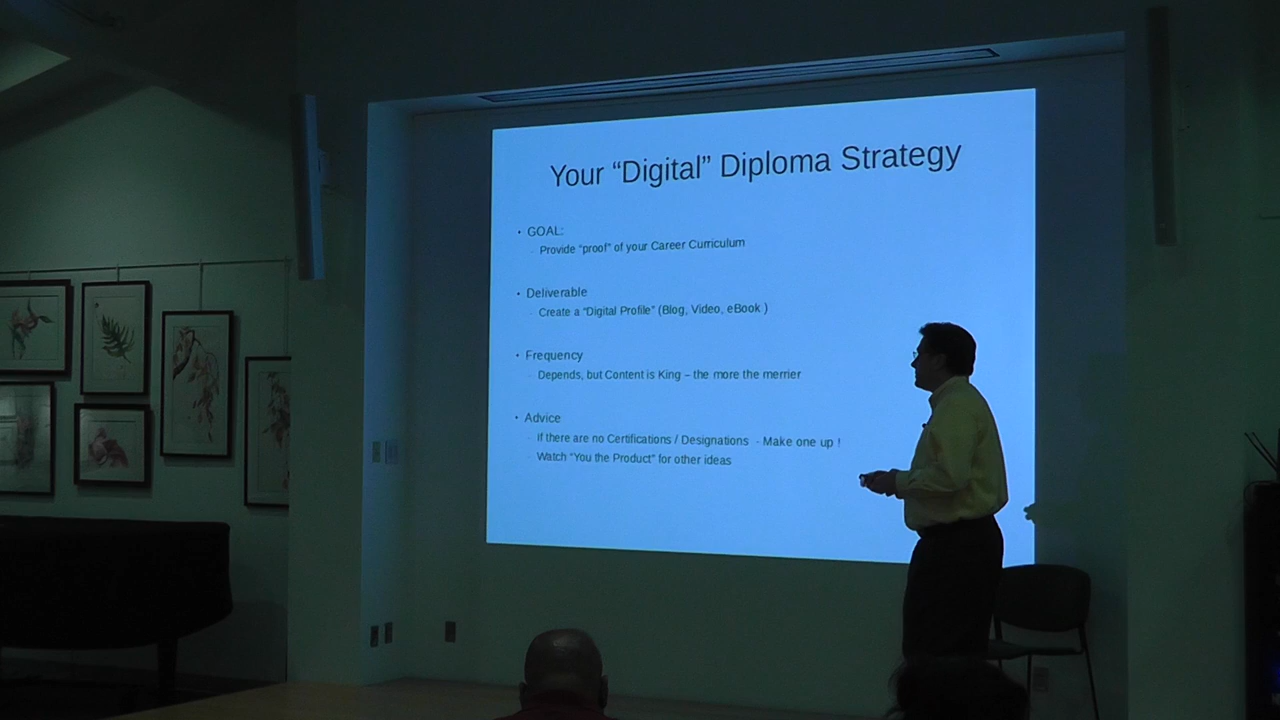 Your “Digital” Diploma Strategy
• GOAL:
– Provide “proof” of your Career Curriculum
• Deliverable
– Create a “Digital Profile” (Blog, Video, eBook )
• Frequency
– Depends, but Content is King – the more the merrier
• Advice
– If there are no Certifications / Designations - Make one up !
Watch “You the Product” for other ideas